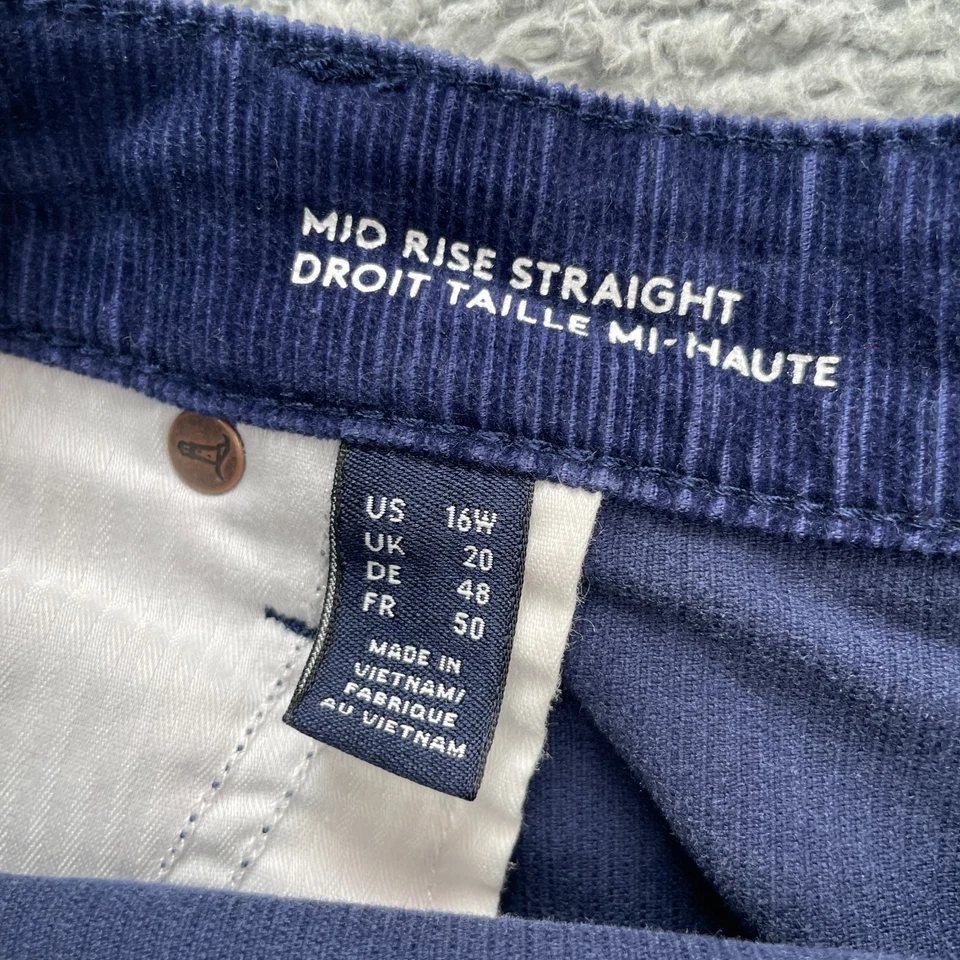 MID RISE STRAIGHT
DROIT TAILLE MI-HAUTE
US 16W
UK 20
DE 48
FR 50
MADE IN
VIETNAM/
FABRIQUE
AU VIETNAM